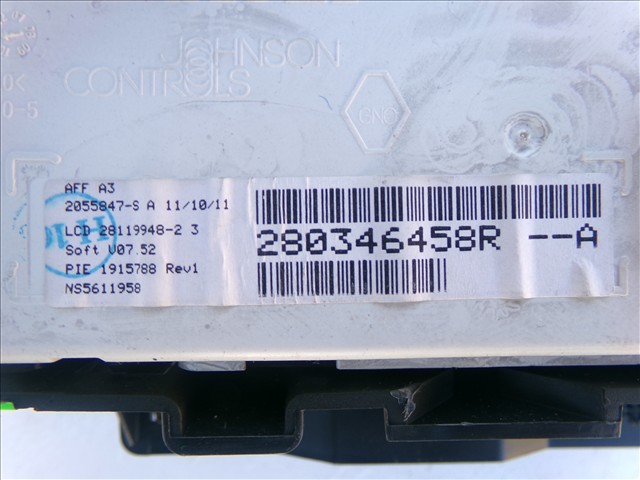 JOHNSON
CONTROLS
GNC
AFF A3
2055847-S A 11/10/11
LCD 28119948-2 3
Soft V07.52
PIE 1915788 Rev1
NS5611958
280346458R --A